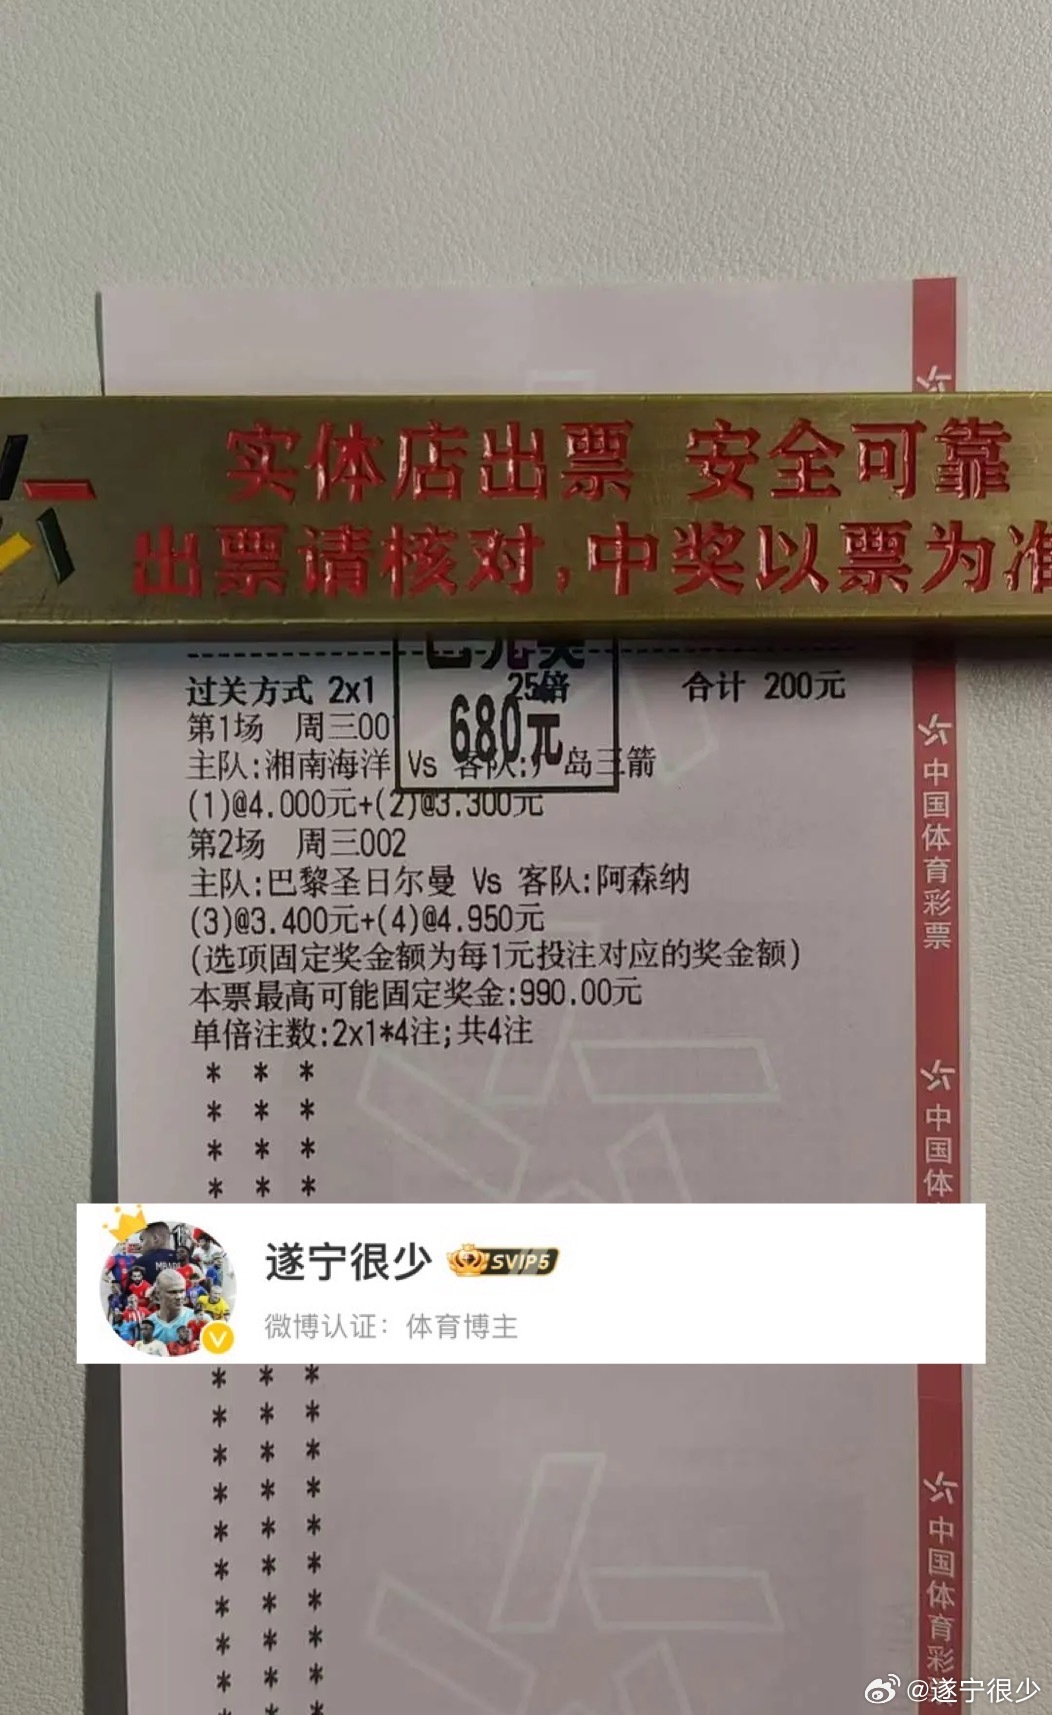 实体店出票 安全可靠
出票请核对,中奖以票为准
已兑奖
680元
过关方式 2x1 25倍 合计 200元
第1场 周三001
主队:湘南海洋 Vs 客队:广岛三箭
(1)@4.000元+(2)@3.300元
第2场 周三002
主队:巴黎圣日尔曼 Vs 客队:阿森纳
(3)@3.400元+(4)@4.950元
(选项固定奖金额为每1元投注对应的奖金额)
本票最高可能固定奖金:990.00元
单倍注数:2x1*4注;共4注
* * *
* * *
* * *
* * *
遂宁很少 SVIP5
微博认证：体育博主
* * *
* * *
* * *
* * *
* * *
* * *
* * *
* * *
* * *
中国体育彩票
中国体
中国体育彩
@遂宁很少